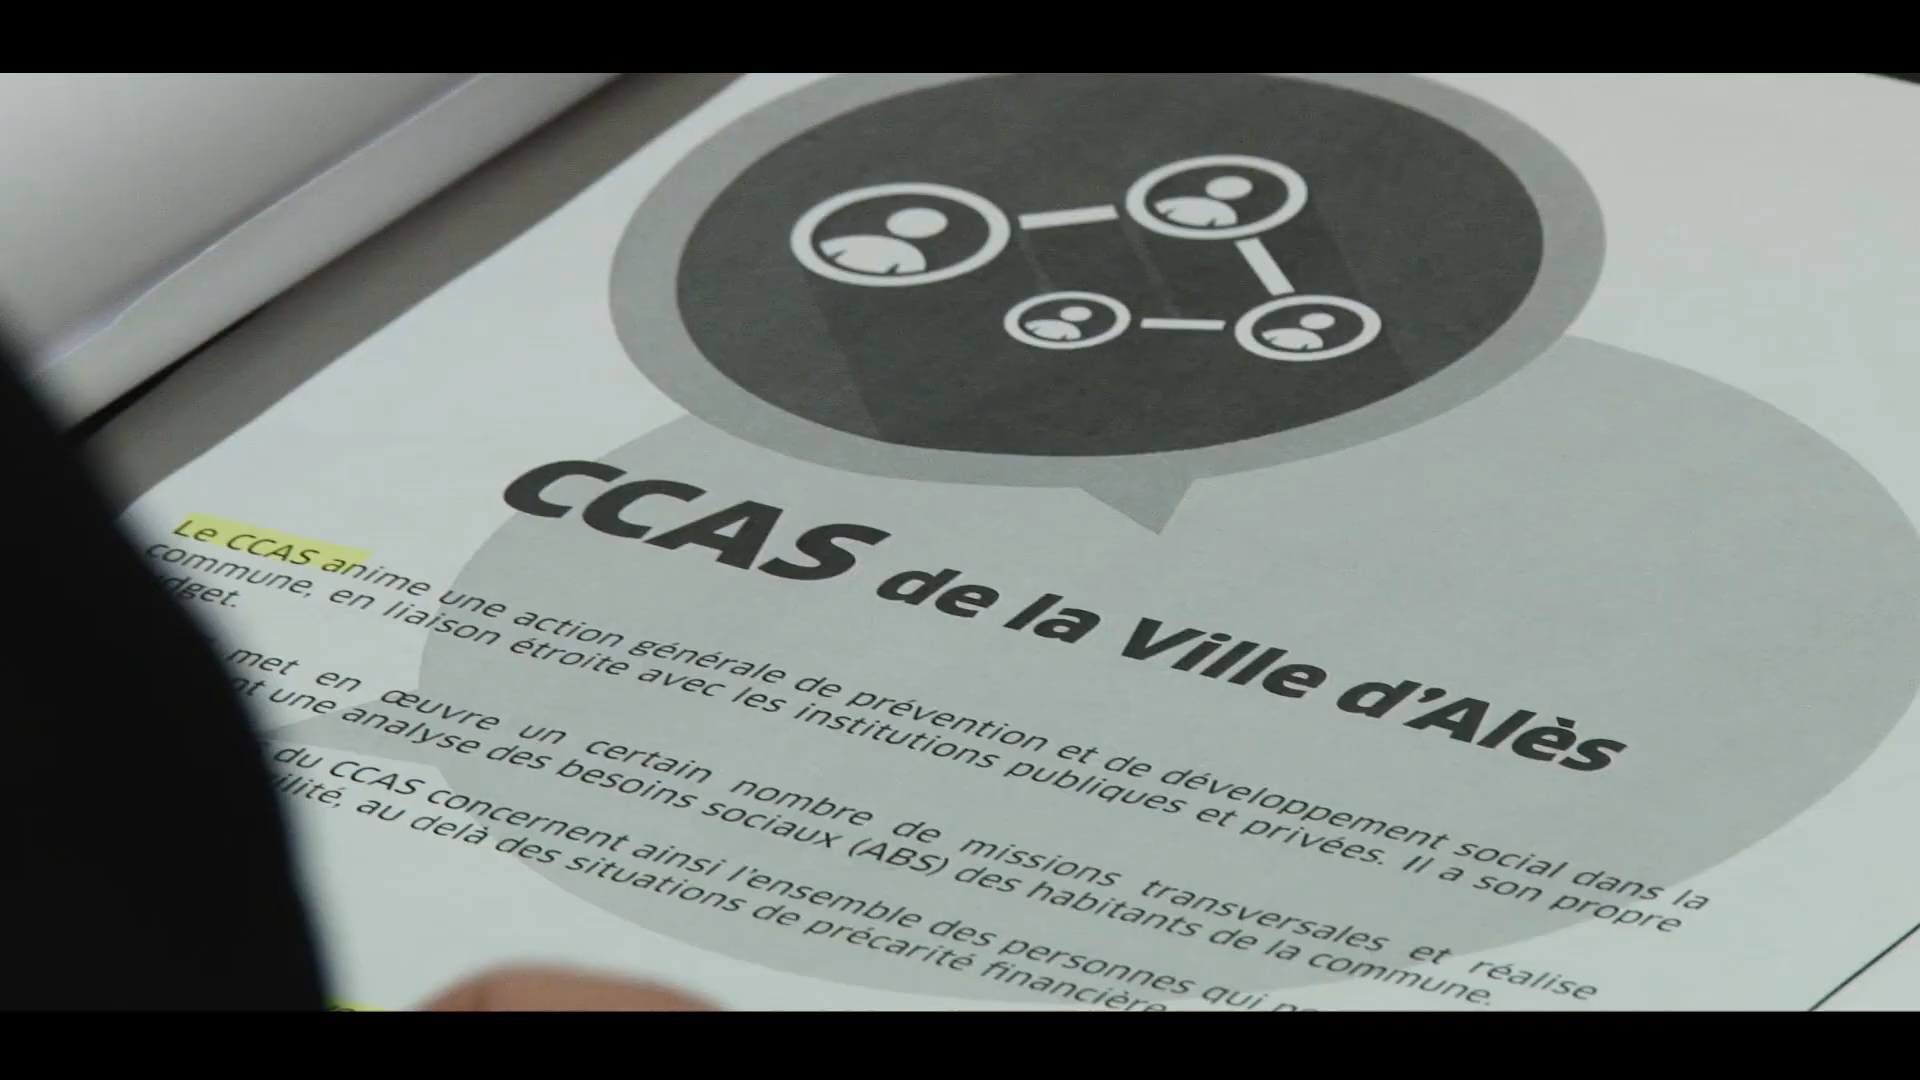 CCAS de la Ville d'Alès
Le CCAS anime une action générale de prévention et de développement social dans la
commune, en liaison étroite avec les institutions publiques et privées. Il a son propre
met en œuvre un certain nombre de missions transversales et réalise
une analyse des besoins sociaux (ABS) des habitants de la commune.
du CCAS concernent ainsi l'ensemble des personnes qui
au delà des situations de précarité financière